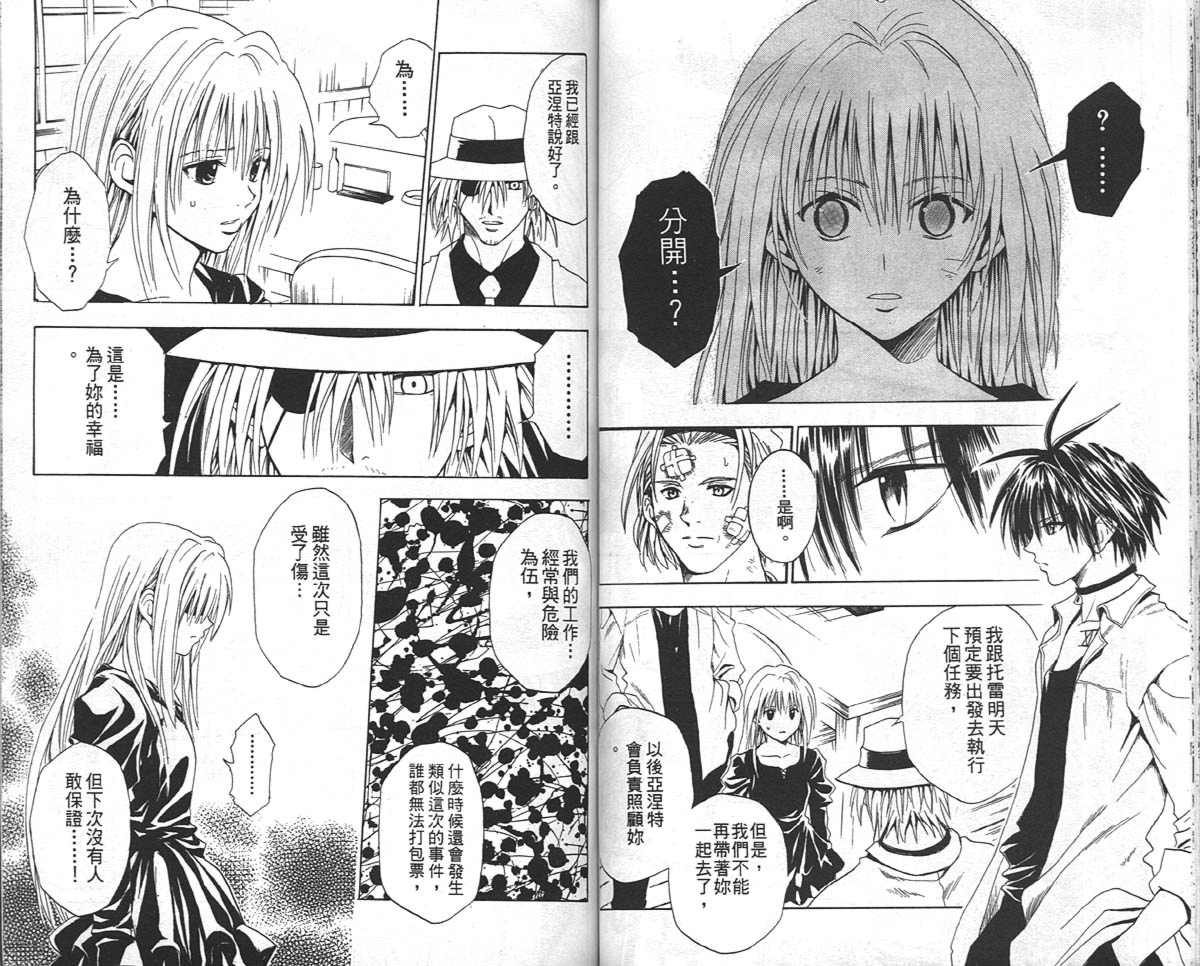 ？……
分開…？
……是啊。
我跟托雷明天
預定要出發去執行
下個任務，
但是，
我們不能
再帶著妳
一起去了，
以後亞涅特
會負責照顧妳
。
我已經跟
亞涅特說好了。
為……
為什麼…？
………
這是……
為了妳的幸福
。
我們的工作…
經常與危險
為伍，
什麼時候還會發生
類似這次的事件，
誰都無法打包票，
雖然這次只是
受了傷…
………
但下次沒有人
敢保證……！